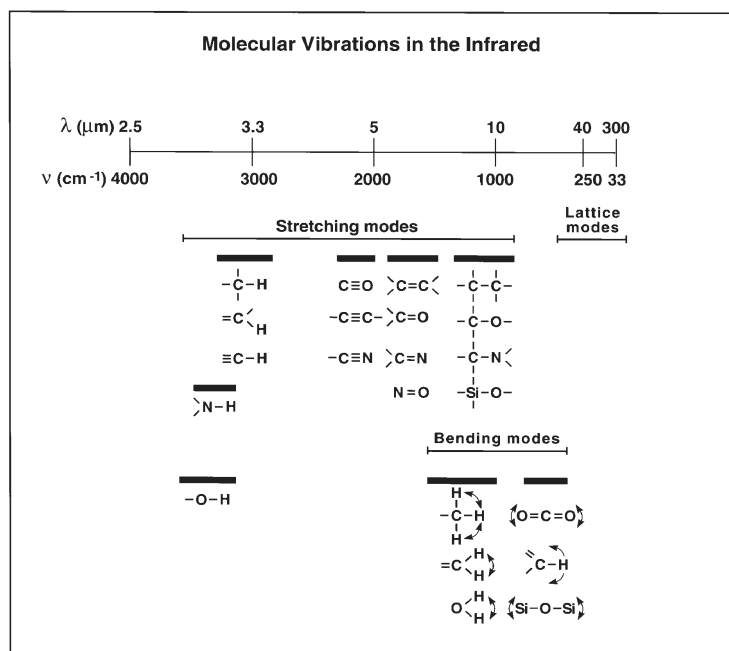 Molecular Vibrations in the Infrared
λ (μm) 2.5 3.3 5 10 40 300
ν (cm⁻¹) 4000 3000 2000 1000 250 33
Stretching modes
Lattice
modes
-C-H C≡O C=C -C-C-
=C H -C≡C- C=O -C-O-
≡C-H -C≡N C=N -C-N
N-H N=O -Si-O-
Bending modes
-O-H
H
-C-H O=C=O
H
=C H H C-H
O H H Si-O-Si